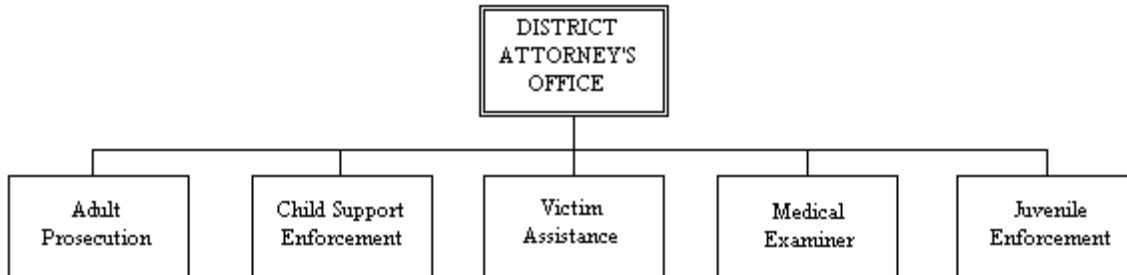 DISTRICT
ATTORNEY'S
OFFICE
Adult
Prosecution
Child Support
Enforcement
Victim
Assistance
Medical
Examiner
Juvenile
Enforcement